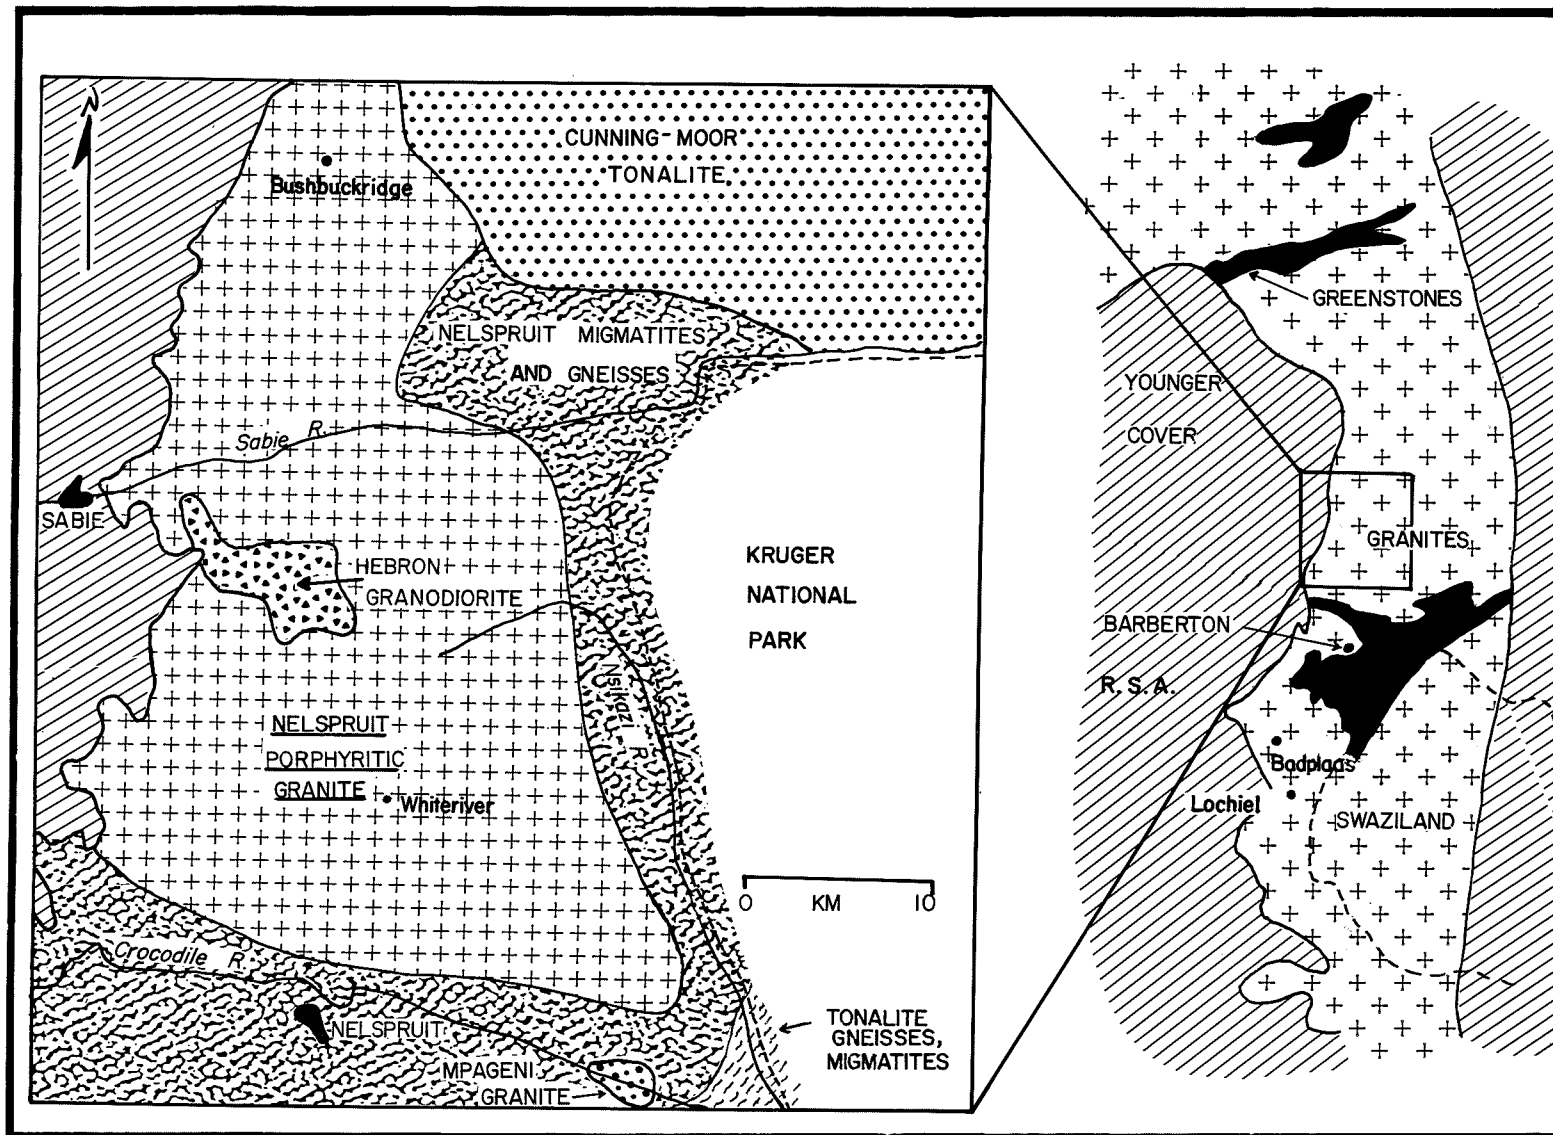 N
CUNNING-MOOR
TONALITE
Bushbuckridge
NELSPRUIT MIGMATITES
AND GNEISSES
Sabie R.
SABIE
HEBRON
GRANODIORITE
KRUGER
NATIONAL
PARK
Nsikazi R.
NELSPRUIT
PORPHYRITIC
GRANITE
Whiteriver
0 KM 10
Crocodile R.
NELSPRUIT
MPAGENI
GRANITE
TONALITE
GNEISSES,
MIGMATITES
GREENSTONES
YOUNGER
COVER
GRANITES
BARBERTON
R.S.A.
Badplaas
Lochiel
SWAZILAND